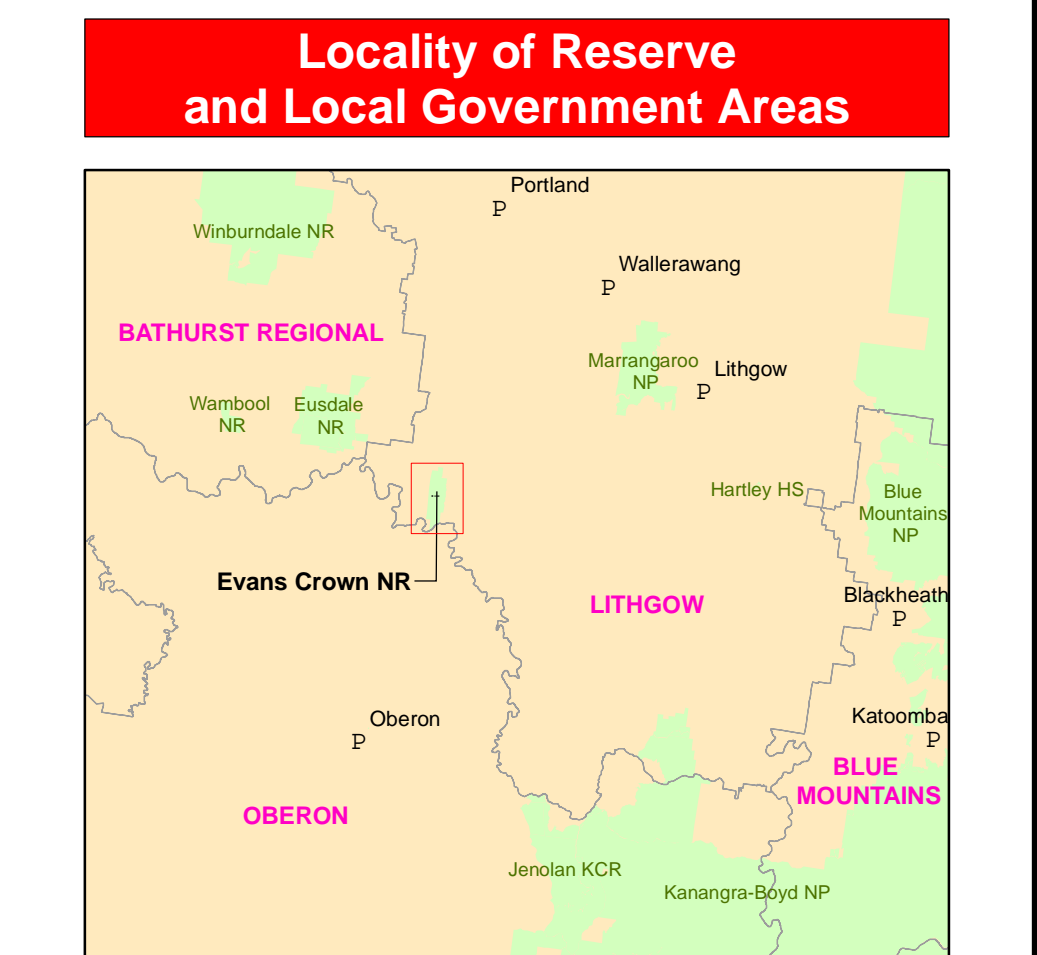 Locality of Reserve
and Local Government Areas
Portland
P
Winburndale NR
Wallerawang
P
BATHURST REGIONAL
Marrangaroo
NP
Lithgow
P
Wambool
NR
Eusdale
NR
Hartley HS
Blue
Mountains
NP
Evans Crown NR
LITHGOW
Blackheath
P
Oberon
P
Katoomba
P
BLUE
MOUNTAINS
OBERON
Jenolan KCR
Kanangra-Boyd NP